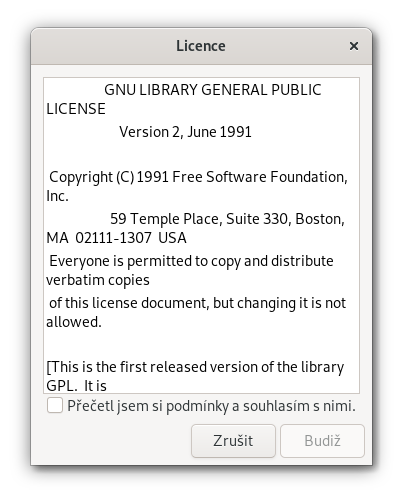 Licence
GNU LIBRARY GENERAL PUBLIC
LICENSE
Version 2, June 1991
Copyright (C) 1991 Free Software Foundation,
Inc.
59 Temple Place, Suite 330, Boston,
MA  02111-1307  USA
Everyone is permitted to copy and distribute
verbatim copies
of this license document, but changing it is not
allowed.
[This is the first released version of the library
GPL.  It is
Přečetl jsem si podmínky a souhlasím s nimi.
Zrušit
Budiž